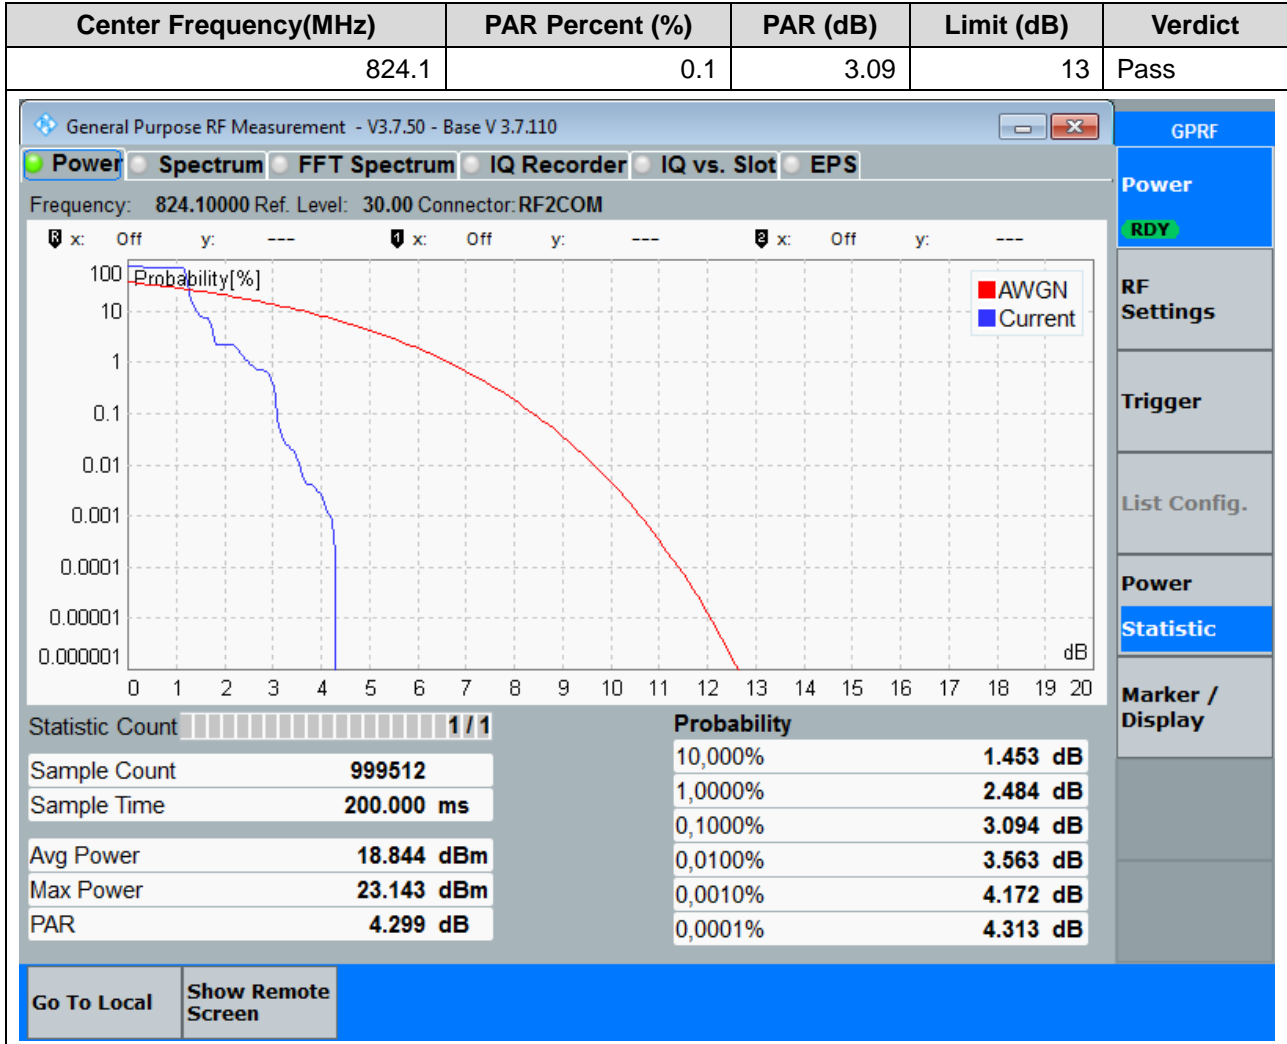 Center Frequency(MHz) PAR Percent (%) PAR (dB) Limit (dB) Verdict
824.1 0.1 3.09 13 Pass
General Purpose RF Measurement - V3.7.50 - Base V 3.7.110
GPRF
Power Spectrum FFT Spectrum IQ Recorder IQ vs. Slot EPS
Frequency: 824.10000 Ref. Level: 30.00 Connector: RF2COM
R x: Off y: --- 1 x: Off y: --- 2 x: Off y: ---
Probability[%]
100
10
1
0.1
0.01
0.001
0.0001
0.00001
0.000001
AWGN
Current
dB
0 1 2 3 4 5 6 7 8 9 10 11 12 13 14 15 16 17 18 19 20
Statistic Count 1 / 1
Sample Count 999512
Sample Time 200.000 ms
Avg Power 18.844 dBm
Max Power 23.143 dBm
PAR 4.299 dB
Probability
10,000% 1.453 dB
1,0000% 2.484 dB
0,1000% 3.094 dB
0,0100% 3.563 dB
0,0010% 4.172 dB
0,0001% 4.313 dB
Power
RDY
RF
Settings
Trigger
List Config.
Power
Statistic
Marker /
Display
Go To Local
Show Remote
Screen